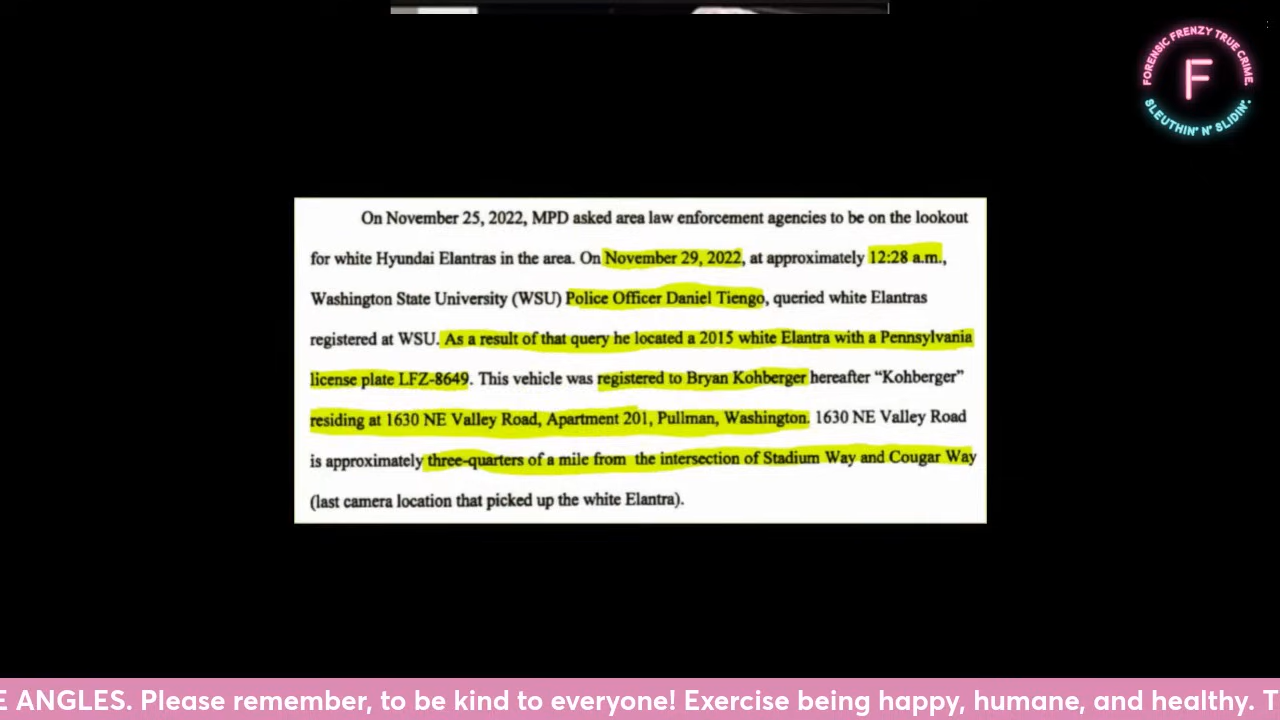 FORENSIC FRENZY TRUE CRIME.
F
SLEUTHIN' N' SLIDIN'.
On November 25, 2022, MPD asked area law enforcement agencies to be on the lookout
for white Hyundai Elantras in the area. On November 29, 2022, at approximately 12:28 a.m.,
Washington State University (WSU) Police Officer Daniel Tiengo, queried white Elantras
registered at WSU. As a result of that query he located a 2015 white Elantra with a Pennsylvania
license plate LFZ-8649. This vehicle was registered to Bryan Kohberger hereafter “Kohberger”
residing at 1630 NE Valley Road, Apartment 201, Pullman, Washington. 1630 NE Valley Road
is approximately three-quarters of a mile from the intersection of Stadium Way and Cougar Way
(last camera location that picked up the white Elantra).
E ANGLES. Please remember, to be kind to everyone! Exercise being happy, humane, and healthy. T